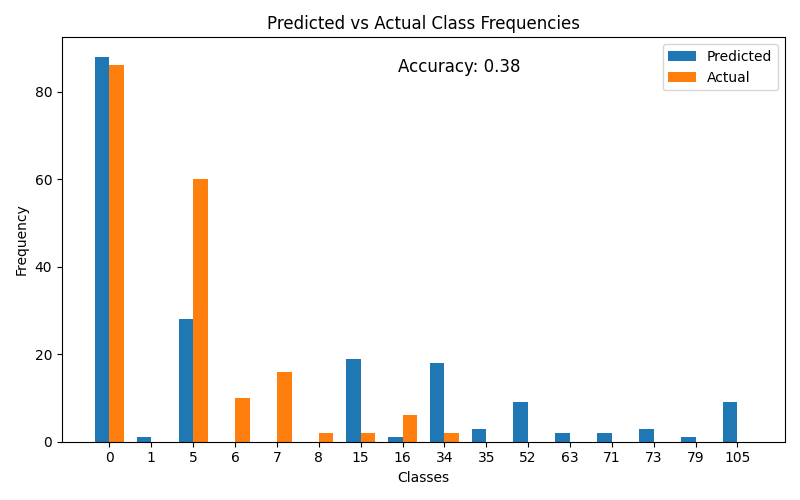 Predicted vs Actual Class Frequencies
Accuracy: 0.38
Predicted
Actual
Frequency
80
60
40
20
0
0 1 5 6 7 8 15 16 34 35 52 63 71 73 79 105
Classes